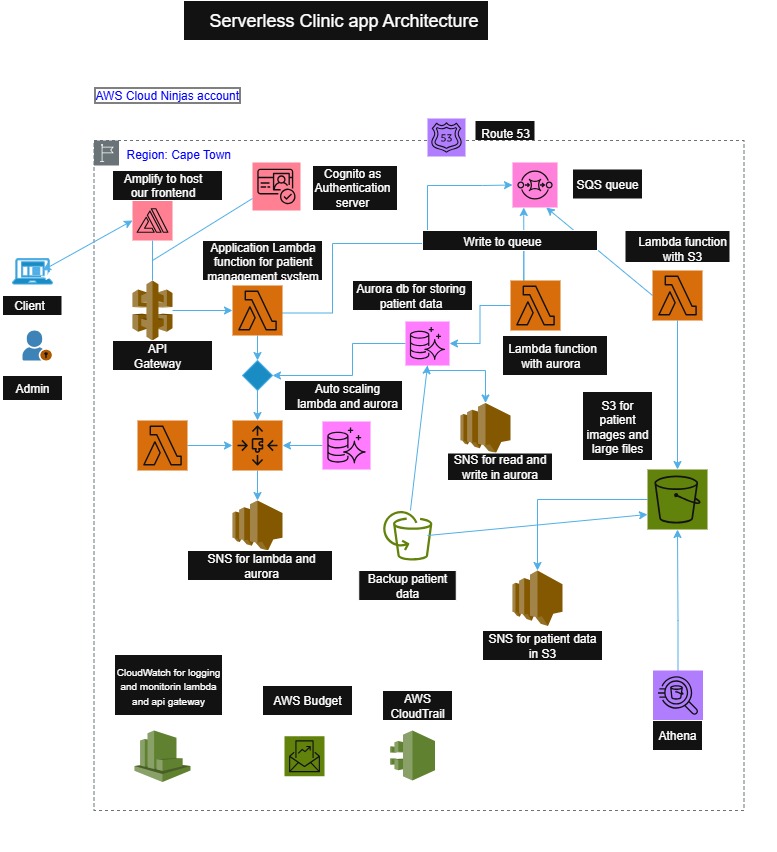 Serverless Clinic app Architecture
AWS Cloud Ninjas account
53
Route 53
Region: Cape Town
Amplify to host
our frontend
Cognito as
Authentication
server
SQS queue
Application Lambda
function for patient
management system
Write to queue
Lambda function
with S3
Client
Aurora db for storing
patient data
API
Gateway
Lambda function
with aurora
Admin
Auto scaling
lambda and aurora
S3 for
patient
images and
large files
SNS for read and
write in aurora
SNS for lambda and
aurora
Backup patient
data
SNS for patient data
in S3
CloudWatch for logging
and monitorin lambda
and api gateway
AWS Budget
AWS
CloudTrail
Athena